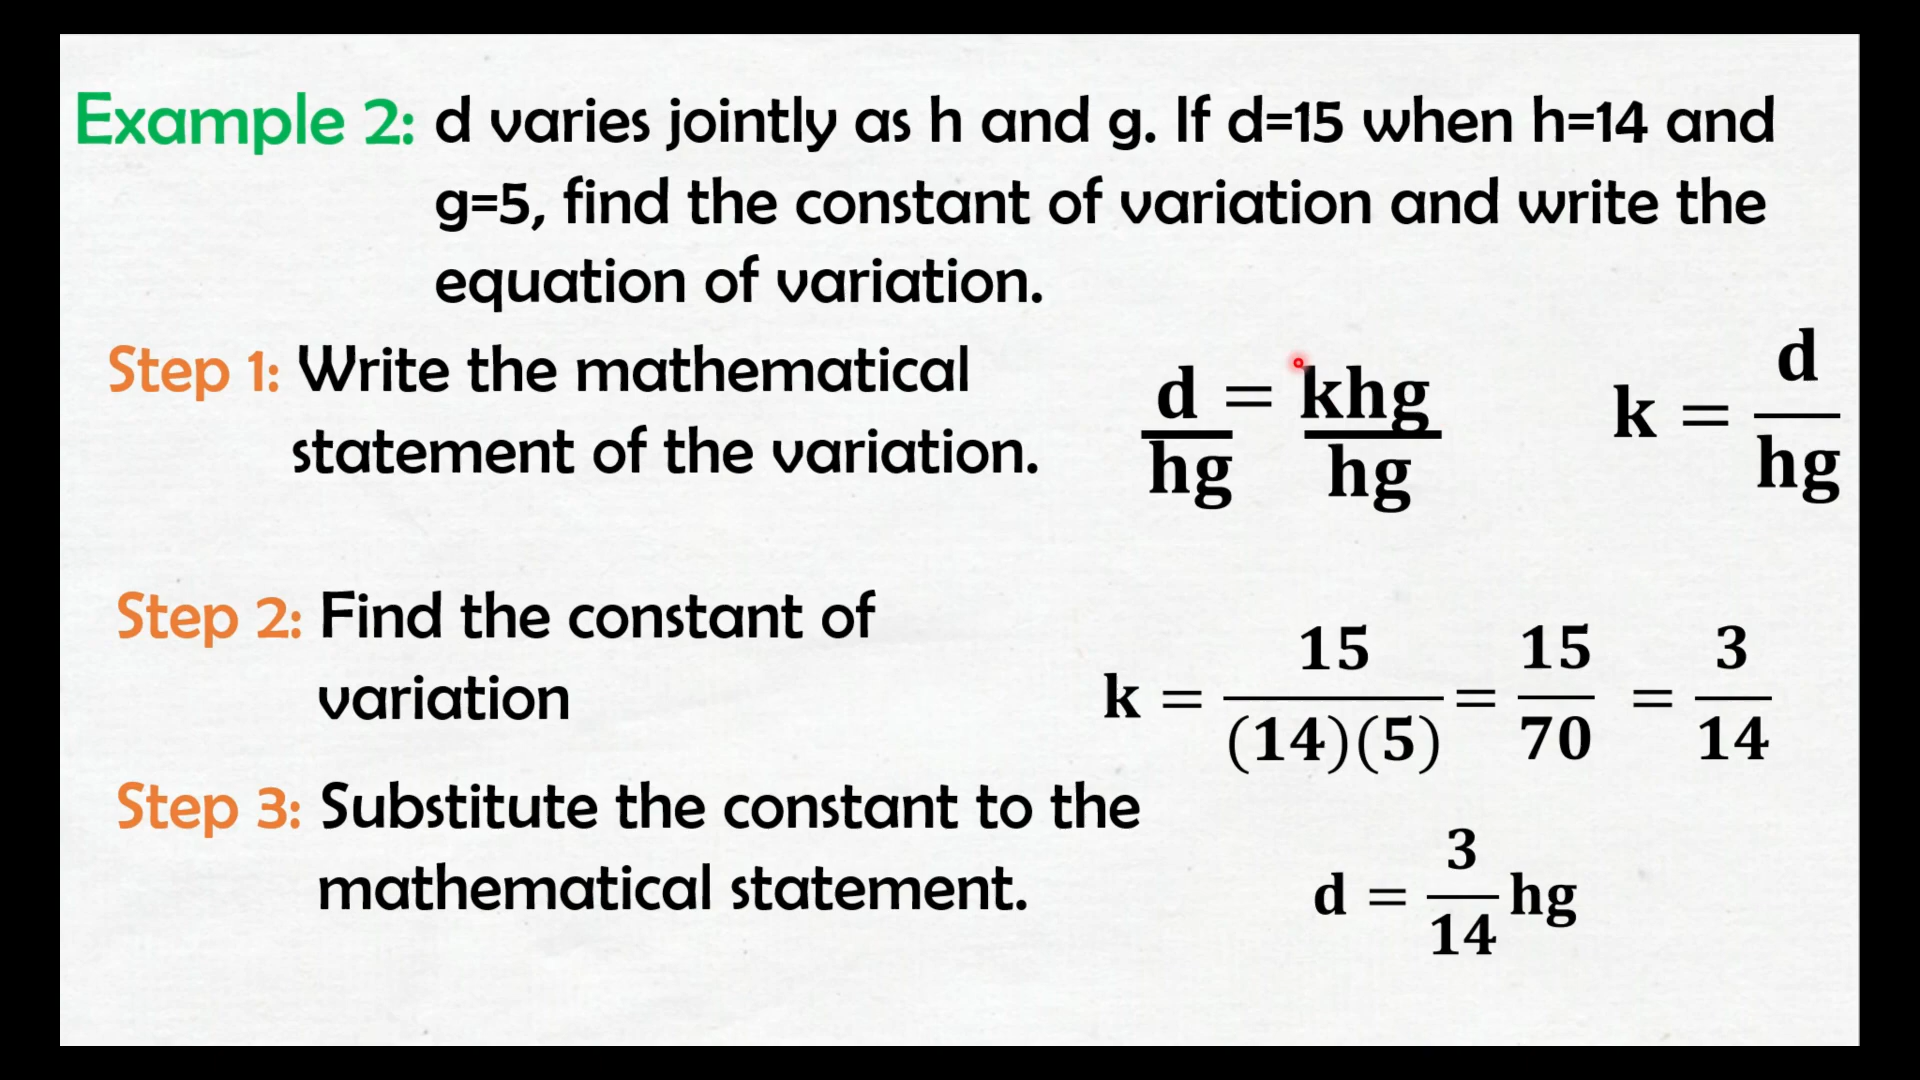 Example 2: d varies jointly as h and g. If d=15 when h=14 and
g=5, find the constant of variation and write the
equation of variation.
Step 1: Write the mathematical
statement of the variation.
d/hg = khg/hg
k = d/hg
Step 2: Find the constant of
variation
k = 15/(14)(5) = 15/70 = 3/14
Step 3: Substitute the constant to the
mathematical statement.
d = 3/14 hg